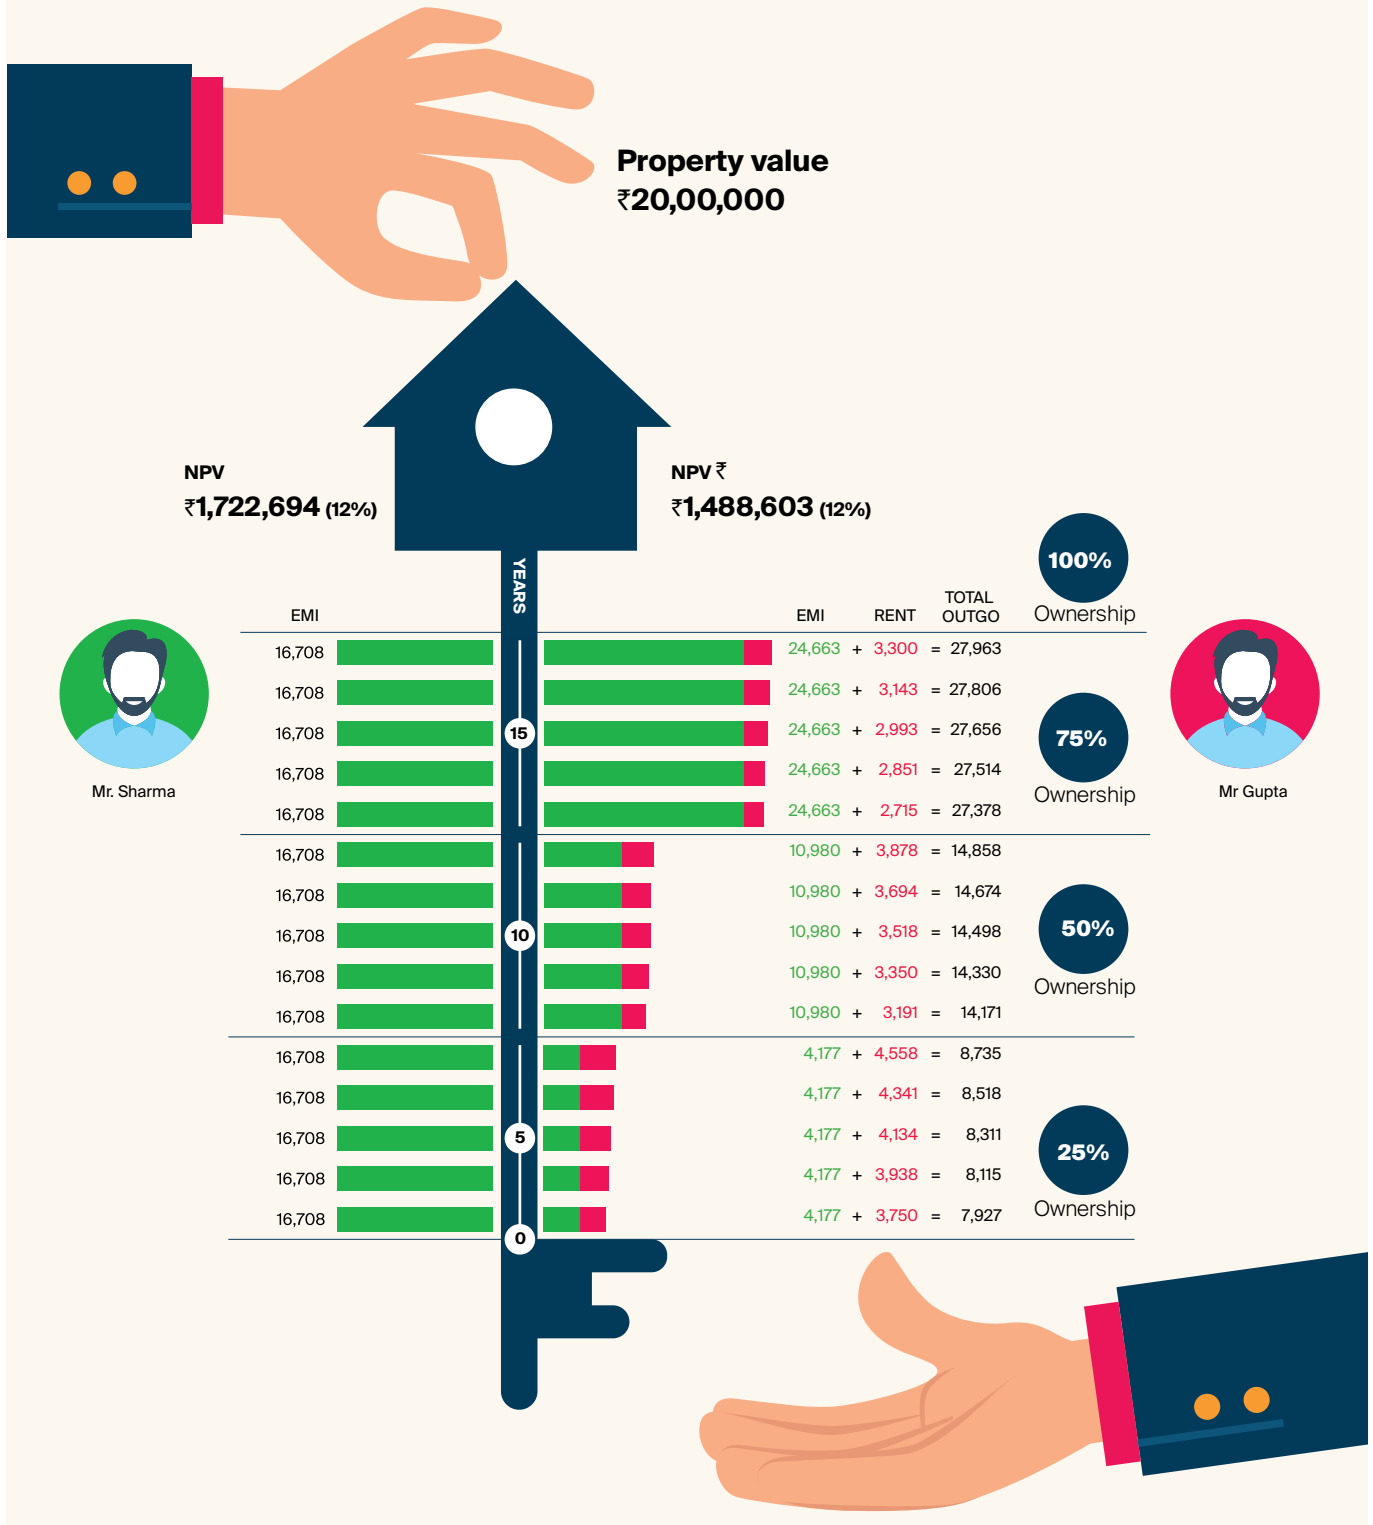 Property value
₹20,00,000
NPV
₹1,722,694 (12%)
NPV ₹
₹1,488,603 (12%)
YEARS
100%
Ownership
EMI
EMI RENT TOTAL OUTGO
16,708 24,663 + 3,300 = 27,963
16,708 24,663 + 3,143 = 27,806
16,708 15 24,663 + 2,993 = 27,656
16,708 24,663 + 2,851 = 27,514
16,708 24,663 + 2,715 = 27,378
75%
Ownership
Mr. Sharma
Mr Gupta
16,708 10,980 + 3,878 = 14,858
16,708 10,980 + 3,694 = 14,674
16,708 10 10,980 + 3,518 = 14,498
16,708 10,980 + 3,350 = 14,330
16,708 10,980 + 3,191 = 14,171
50%
Ownership
16,708 4,177 + 4,558 = 8,735
16,708 4,177 + 4,341 = 8,518
16,708 5 4,177 + 4,134 = 8,311
16,708 4,177 + 3,938 = 8,115
16,708 4,177 + 3,750 = 7,927
25%
Ownership
0